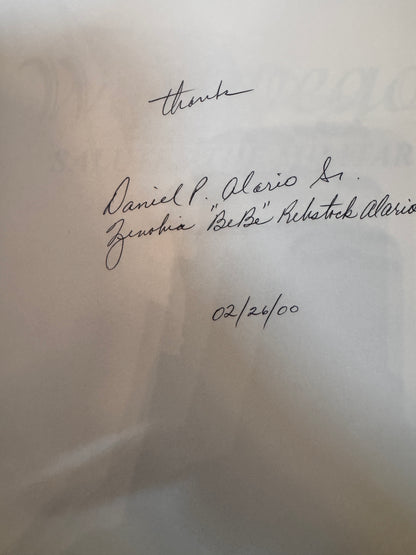 thanks
Daniel P. Alario Sr.
Zenobia "BeBe" Rebstock Alario
02/26/00